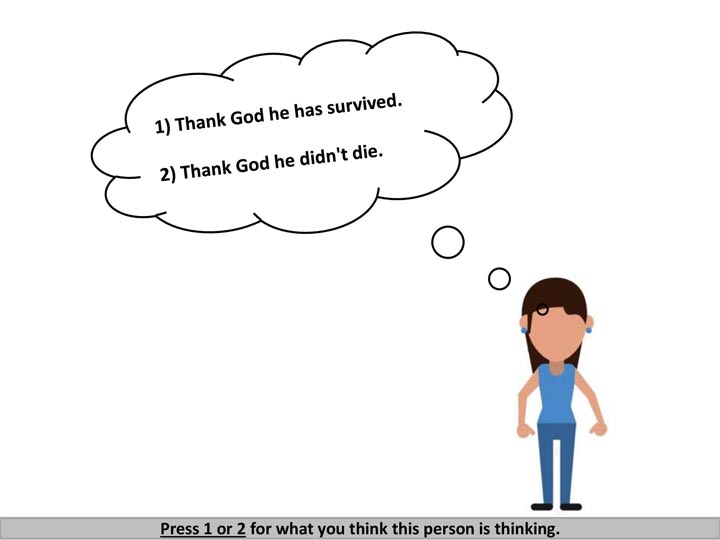 1) Thank God he has survived.
2) Thank God he didn't die.
Press 1 or 2 for what you think this person is thinking.